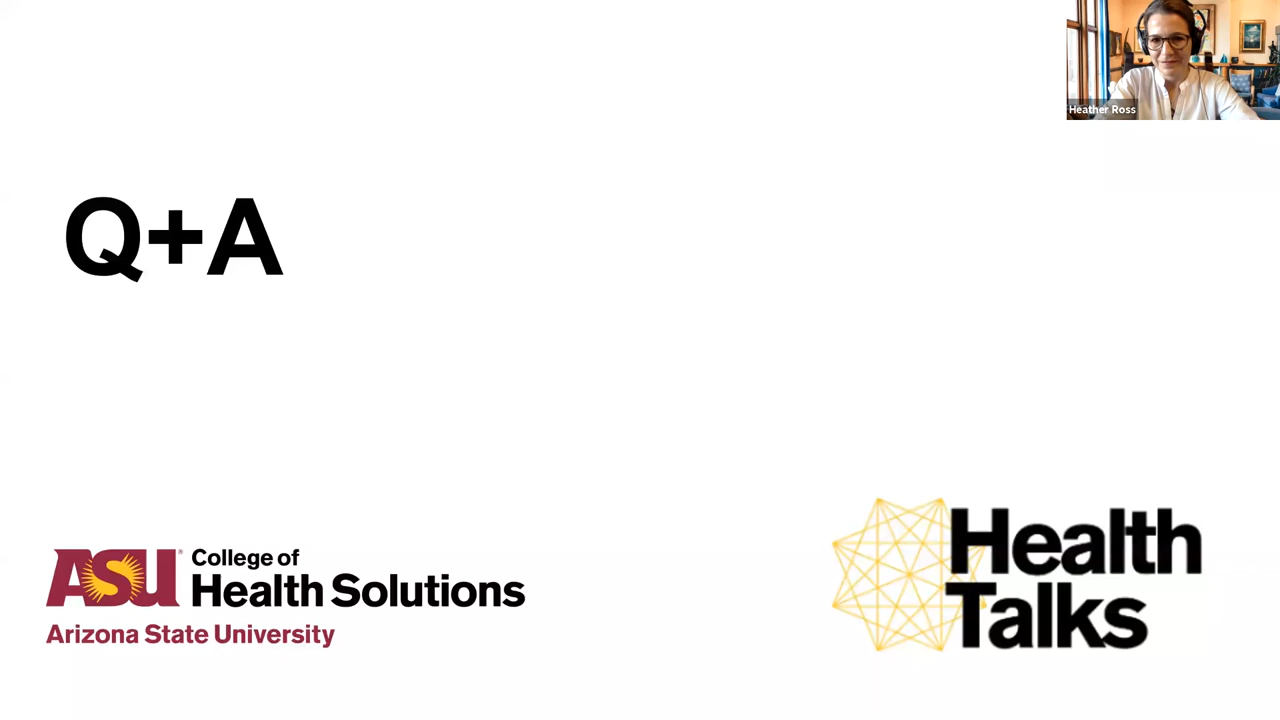 Heather Ross
Q+A
ASU® College of
Health Solutions
Arizona State University
Health
Talks